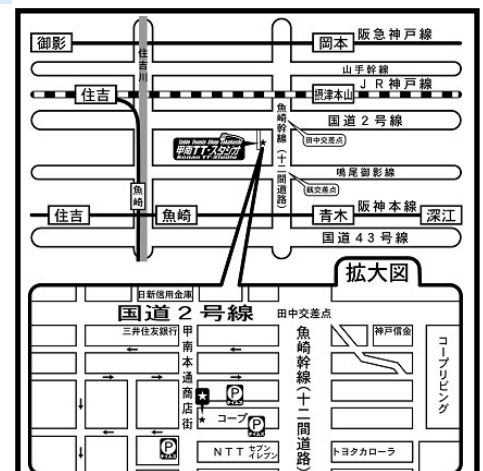 阪急神戸線
御影
岡本
住吉川
山手幹線
JR神戸線
住吉
摂津本山
国道2号線
魚崎幹線(十二間道路)
田中交差点
甲南TT・スタジオ
Konan TT-Studio
鳴尾御影線
魚崎
阪神本線
住吉
魚崎
青木
深江
国道43号線
拡大図
日新信用金庫
国道2号線
田中交差点
三井住友銀行
甲南本通商店街
魚崎幹線(十二間道路)
神戸信金
コープリビング
P
コープ
P
P
NTT
セブンイレブン
トヨタカローラ